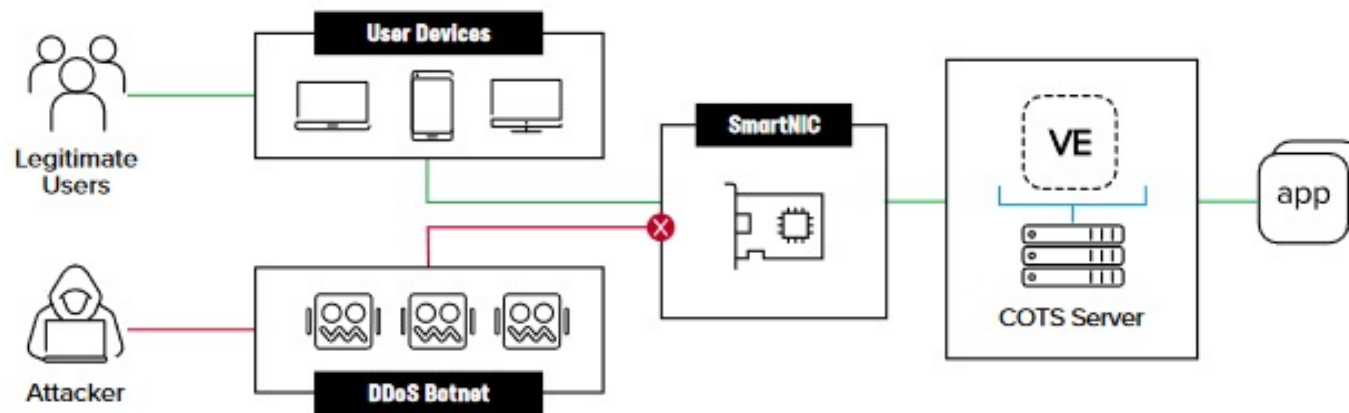 User Devices
Legitimate
Users
SmartNIC
VE
app
COTS Server
Attacker
DDoS Botnet